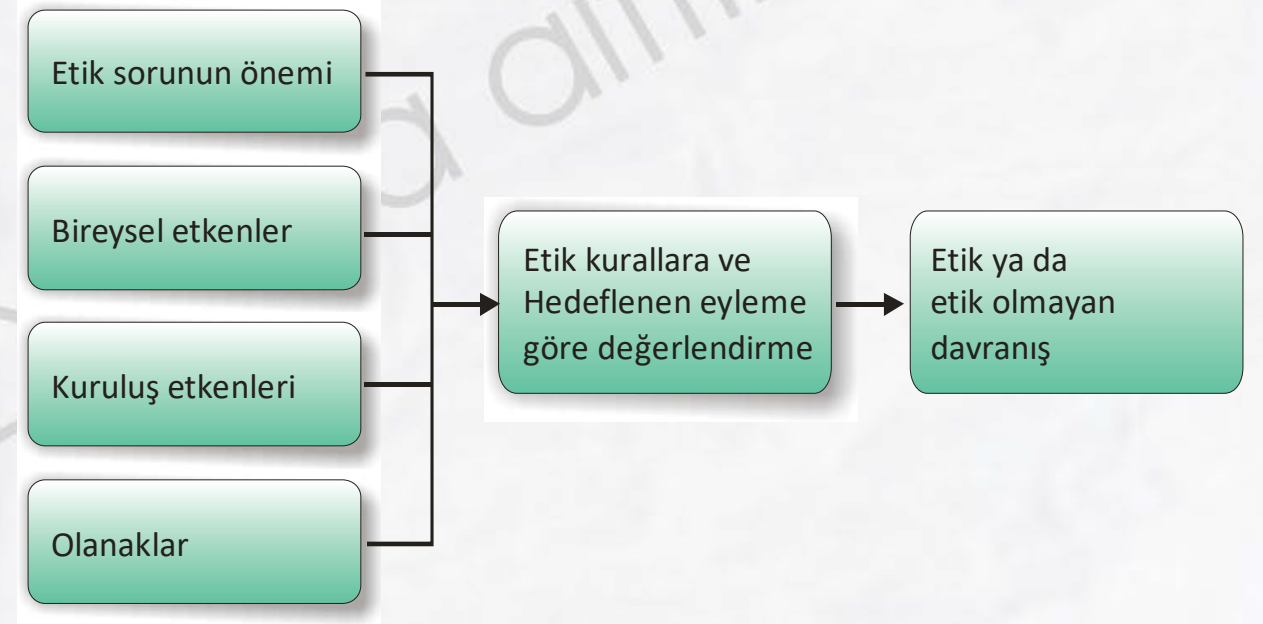 Etik sorunun önemi
Bireysel etkenler
Kuruluş etkenleri
Olanaklar
Etik kurallara ve
Hedeflenen eyleme
göre değerlendirme
Etik ya da
etik olmayan
davranış